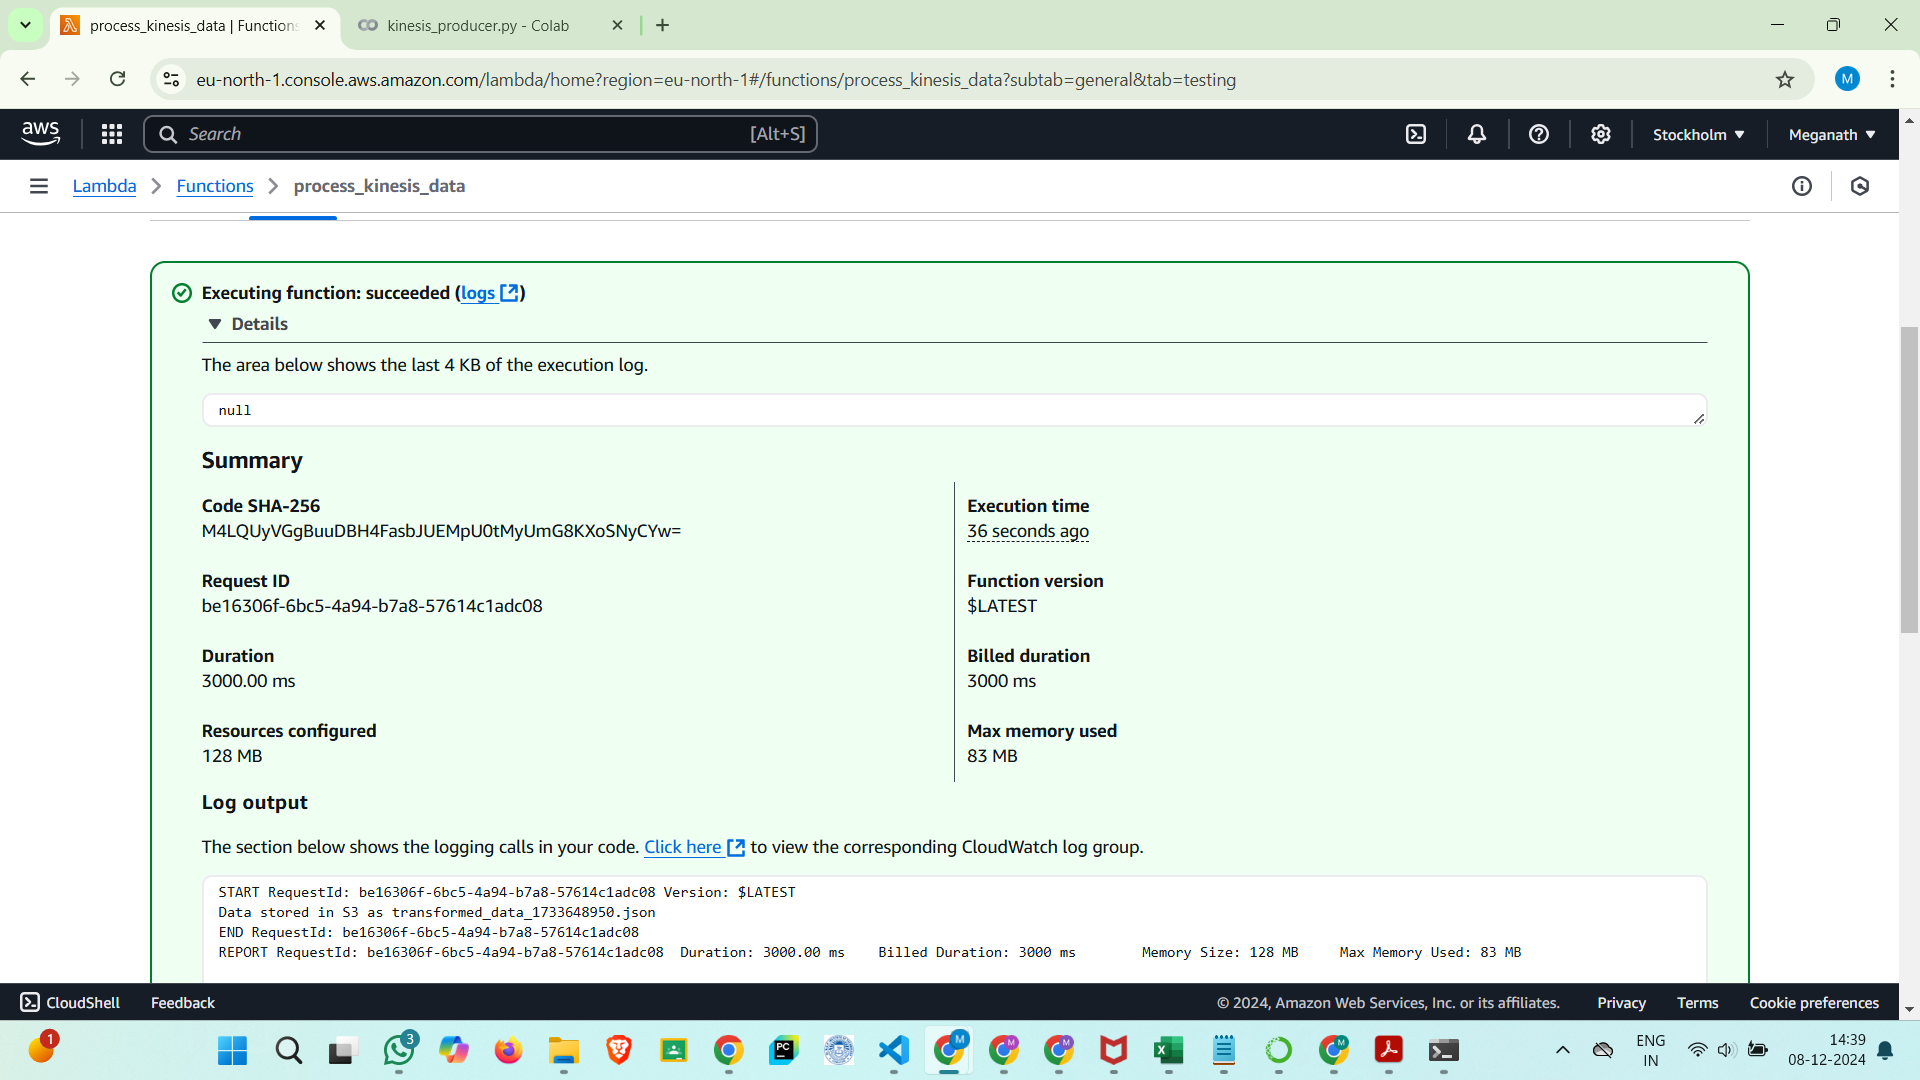 process_kinesis_data | Functions
kinesis_producer.py - Colab
eu-north-1.console.aws.amazon.com/lambda/home?region=eu-north-1#/functions/process_kinesis_data?subtab=general&tab=testing
M
aws
Search
[Alt+S]
Stockholm
Meganath
Lambda
Functions
process_kinesis_data
Executing function: succeeded (logs)
Details
The area below shows the last 4 KB of the execution log.
null
Summary
Code SHA-256
M4LQUyVGgBuuDBH4FasbJUEMpU0tMyUmG8KXoSNyCYw=
Execution time
36 seconds ago
Request ID
be16306f-6bc5-4a94-b7a8-57614c1adc08
Function version
$LATEST
Duration
3000.00 ms
Billed duration
3000 ms
Resources configured
128 MB
Max memory used
83 MB
Log output
The section below shows the logging calls in your code. Click here to view the corresponding CloudWatch log group.
START RequestId: be16306f-6bc5-4a94-b7a8-57614c1adc08 Version: $LATEST
Data stored in S3 as transformed_data_1733648950.json
END RequestId: be16306f-6bc5-4a94-b7a8-57614c1adc08
REPORT RequestId: be16306f-6bc5-4a94-b7a8-57614c1adc08 Duration: 3000.00 ms Billed Duration: 3000 ms Memory Size: 128 MB Max Memory Used: 83 MB
CloudShell
Feedback
© 2024, Amazon Web Services, Inc. or its affiliates.
Privacy
Terms
Cookie preferences
1
3
PC
M
M
M
M
ENG
IN
14:39
08-12-2024